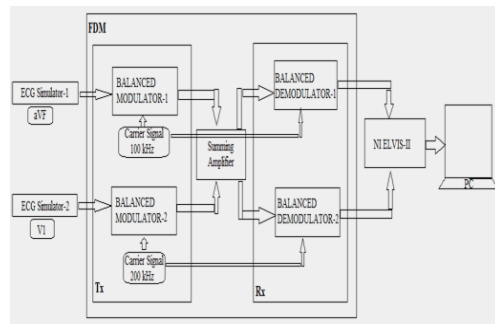 FDM
ECG Simulator-1
aVF
BALANCED
MODULATOR-1
Carrier Signal
100 kHz
Summing
Amplifier
BALANCED
DEMODULATOR-1
NI ELVIS-II
PC
ECG Simulator-2
V1
BALANCED
MODULATOR-2
Carrier Signal
200 kHz
BALANCED
DEMODULATOR-2
Tx
Rx